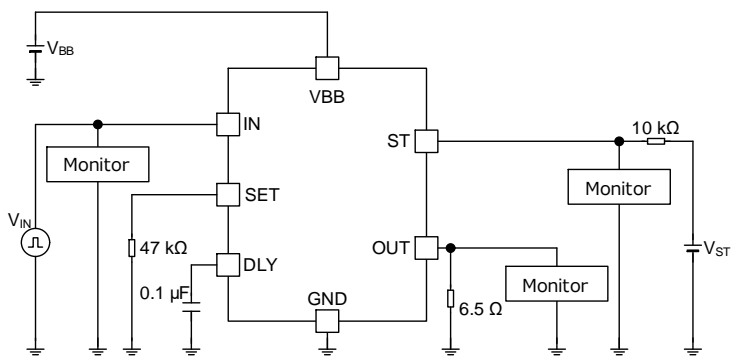 VBB
VBB
IN
ST
10 kΩ
Monitor
Monitor
SET
VIN
47 kΩ
OUT
VST
DLY
Monitor
0.1 µF
GND
6.5 Ω